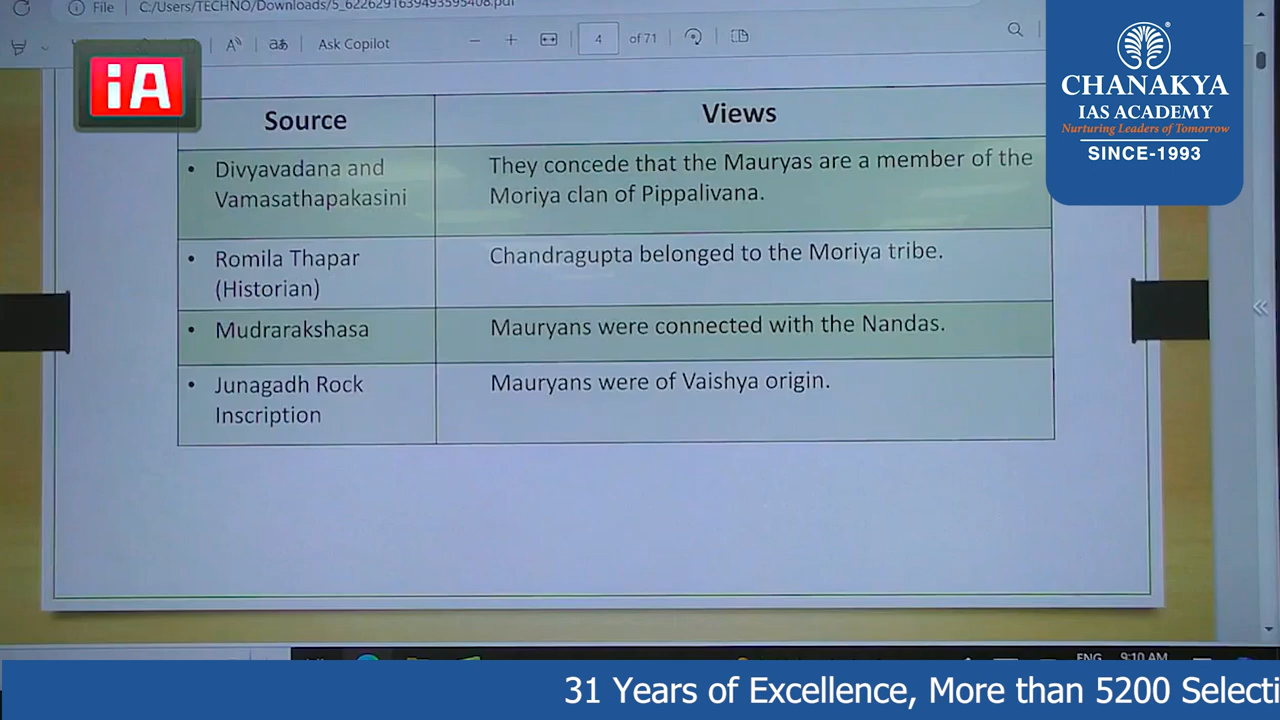 File C:/Users/TECHNO/Downloads/5_6226291639493595408.pdf
Ask Copilot 4 of 71
iA
CHANAKYA
IAS ACADEMY
Nurturing Leaders of Tomorrow
SINCE-1993
Source Views
• Divyavadana and They concede that the Mauryas are a member of the
Vamasathapakasini Moriya clan of Pippalivana.
• Romila Thapar Chandragupta belonged to the Moriya tribe.
(Historian)
• Mudrarakshasa Mauryans were connected with the Nandas.
• Junagadh Rock Mauryans were of Vaishya origin.
Inscription
ENG 9:10 AM
31 Years of Excellence, More than 5200 Selecti